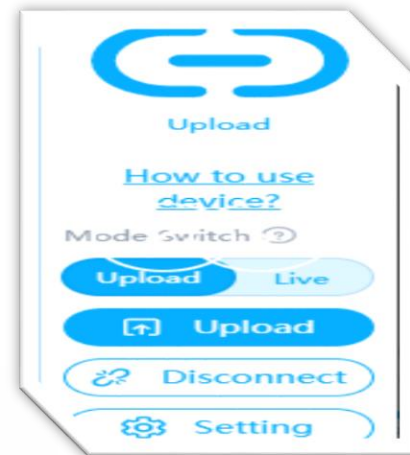 Upload
How to use
device?
Mode Switch ?
Upload Live
Upload
Disconnect
Setting